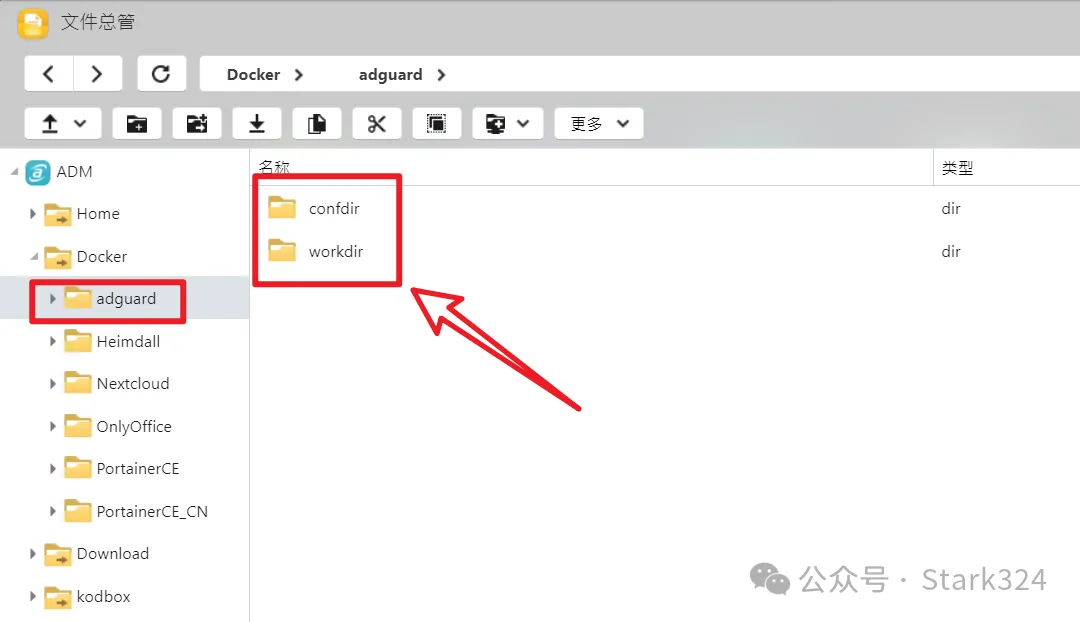 文件总管
Docker
adguard
更多
ADM
Home
Docker
adguard
Heimdall
Nextcloud
OnlyOffice
PortainerCE
PortainerCE_CN
Download
kodbox
名称
类型
confdir
dir
workdir
dir
公众号 · Stark324